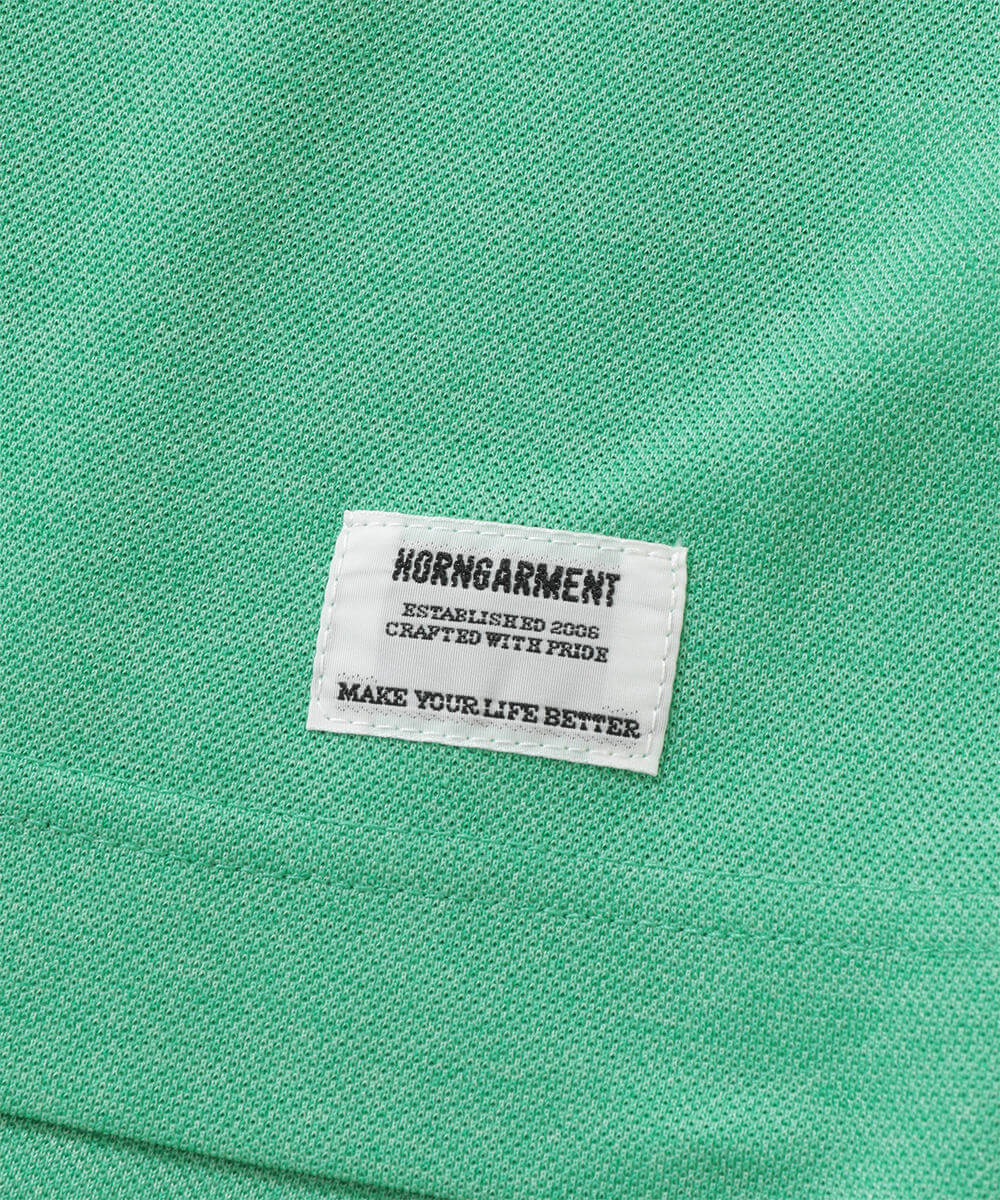 HORNGARMENT
ESTABLISHED 2006
CRAFTED WITH PRIDE
MAKE YOUR LIFE BETTER